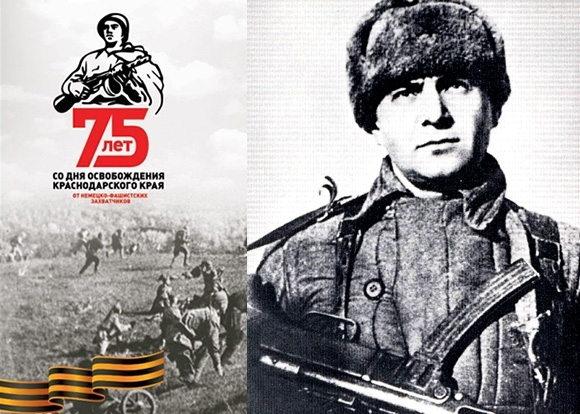 75
лет
СО ДНЯ ОСВОБОЖДЕНИЯ
КРАСНОДАРСКОГО КРАЯ
ОТ НЕМЕЦКО-ФАШИСТСКИХ
ЗАХВАТЧИКОВ